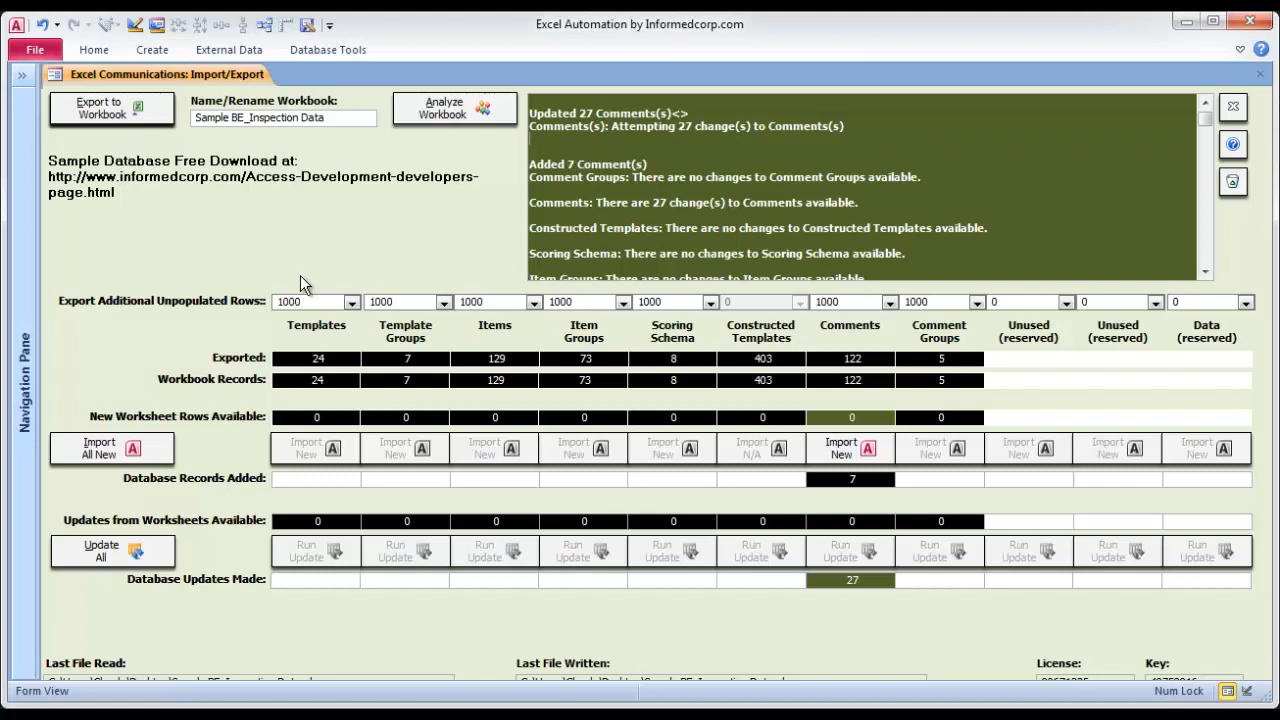 Excel Automation by Informedcorp.com
File Home Create External Data Database Tools
Excel Communications: Import/Export
Export to Workbook
Name/Rename Workbook:
Sample BE_Inspection Data
Analyze Workbook
Sample Database Free Download at:
http://www.informedcorp.com/Access-Development-developers-
page.html
Updated 27 Comments(s)<>
Comments(s): Attempting 27 change(s) to Comments(s)
Added 7 Comment(s)
Comment Groups: There are no changes to Comment Groups available.
Comments: There are 27 change(s) to Comments available.
Constructed Templates: There are no changes to Constructed Templates available.
Scoring Schema: There are no changes to Scoring Schema available.
Item Groups: There are no changes to Item Groups available
Navigation Pane
Export Additional Unpopulated Rows:: 1000 1000 1000 1000 1000 0 1000 1000 0 0 0
Templates Template Groups Items Item Groups Scoring Schema Constructed Templates Comments Comment Groups Unused (reserved) Unused (reserved) Data (reserved)
Exported: 24 7 129 73 8 403 122 5
Workbook Records: 24 7 129 73 8 403 122 5
New Worksheet Rows Available: 0 0 0 0 0 0 0 0
Import All New Import New Import New Import New Import New Import New Import N/A Import New Import New Import New Import New Import New
Database Records Added: 7
Updates from Worksheets Available: 0 0 0 0 0 0 0 0
Update All Run Update Run Update Run Update Run Update Run Update Run Update Run Update Run Update Run Update Run Update Run Update
Database Updates Made: 27
Last File Read: Last File Written: License: Key:
Form View Num Lock